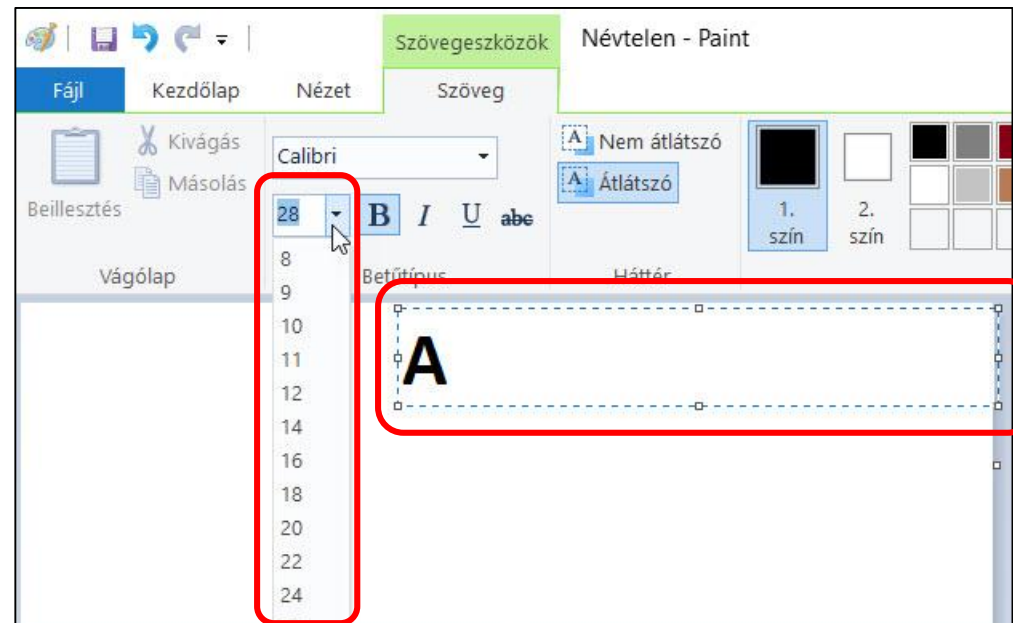 Szövegeszközök Névtelen - Paint
Fájl Kezdőlap Nézet Szöveg
Beillesztés
Kivágás
Másolás
Vágólap
Calibri
28 B I U abc
Betűtípus
Nem átlátszó
Átlátszó
Háttér
1. szín
2. szín
8
9
10
11
12
14
16
18
20
22
24
A